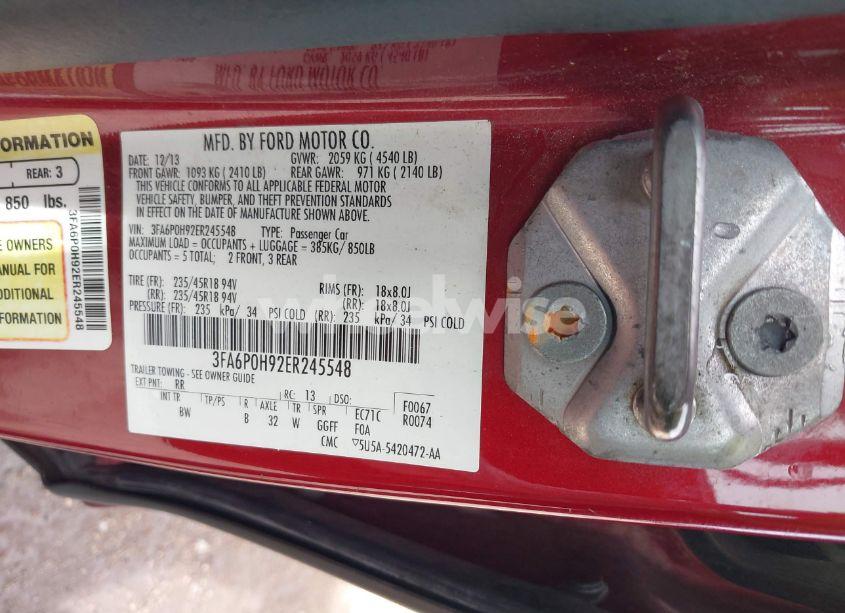 MFD. BY FORD MOTOR CO.
DATE: 12/13 GVWR: 2059 KG ( 4540 LB)
FRONT GAWR: 1093 KG ( 2410 LB) REAR GAWR: 971 KG ( 2140 LB)
THIS VEHICLE CONFORMS TO ALL APPLICABLE FEDERAL MOTOR
VEHICLE SAFETY, BUMPER, AND THEFT PREVENTION STANDARDS
IN EFFECT ON THE DATE OF MANUFACTURE SHOWN ABOVE.
VIN: 3FA6P0H92ER245548 TYPE: Passenger Car
MAXIMUM LOAD = OCCUPANTS + LUGGAGE = 385KG/ 850LB
OCCUPANTS = 5 TOTAL; 2 FRONT, 3 REAR
TIRE (FR): 235/45R18 94V RIMS (FR): 18x8.0J
(RR): 235/45R18 94V (RR): 18x8.0J
PRESSURE (FR): 235 kPa/ 34 PSI COLD (RR): 235 kPa/ 34 PSI COLD
3FA6P0H92ER245548
TRAILER TOWING - SEE OWNER GUIDE
EXT PNT: RR RC: 13 DSO: F0067
INT TR TP/PS R AXLE TR SPR EC71C R0074
BW B 32 W GGFF FOA
CMC 5U5A-5420472-AA
FORMATION
REAR: 3
850 lbs.
E OWNERS
ANUAL FOR
DDITIONAL
FORMATION
3FA6P0H92ER245548
wheelwise
MFD. BY FORD MOTOR CO.